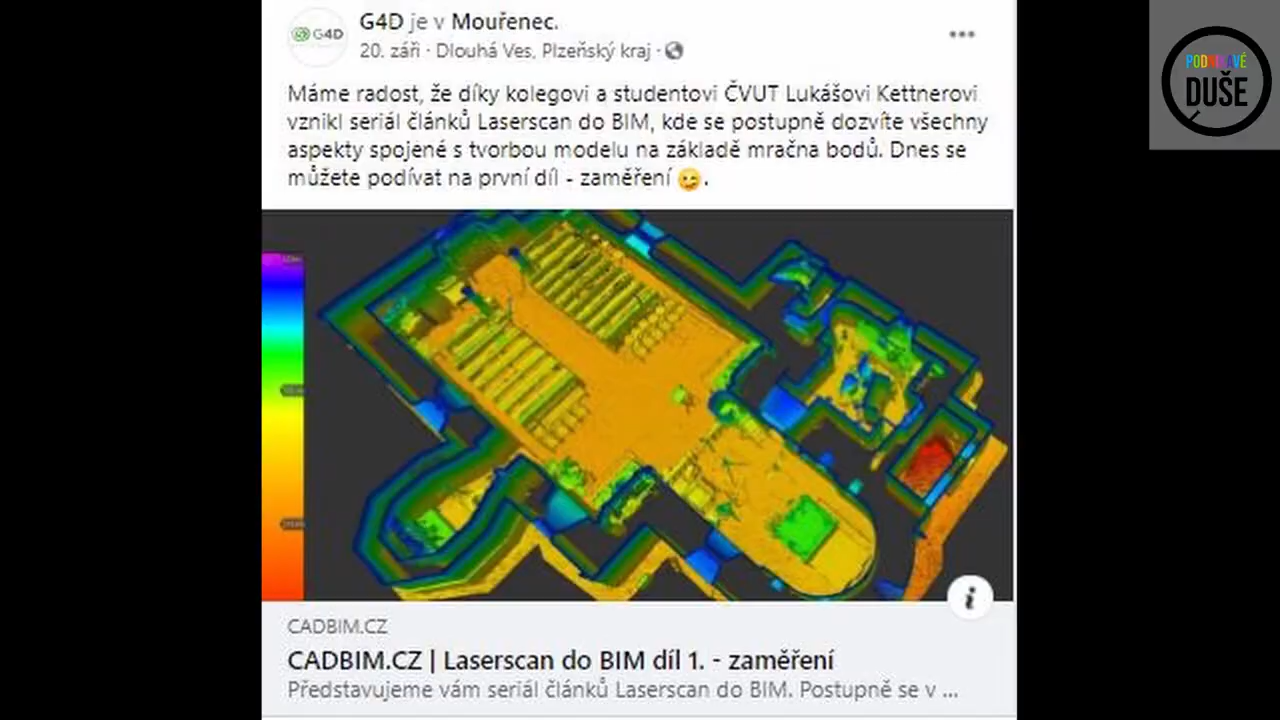 G4D je v Mouřenec.
20. září · Dlouhá Ves, Plzeňský kraj ·
G4D
Máme radost, že díky kolegovi a studentovi ČVUT Lukášovi Kettnerovi
vznikl seriál článků Laserscan do BIM, kde se postupně dozvíte všechny
aspekty spojené s tvorbou modelu na základě mračna bodů. Dnes se
můžete podívat na první díl - zaměření 😉.
CADBIM.CZ
CADBIM.CZ | Laserscan do BIM díl 1. - zaměření
Představujeme vám seriál článků Laserscan do BIM. Postupně se v ...
DUŠE